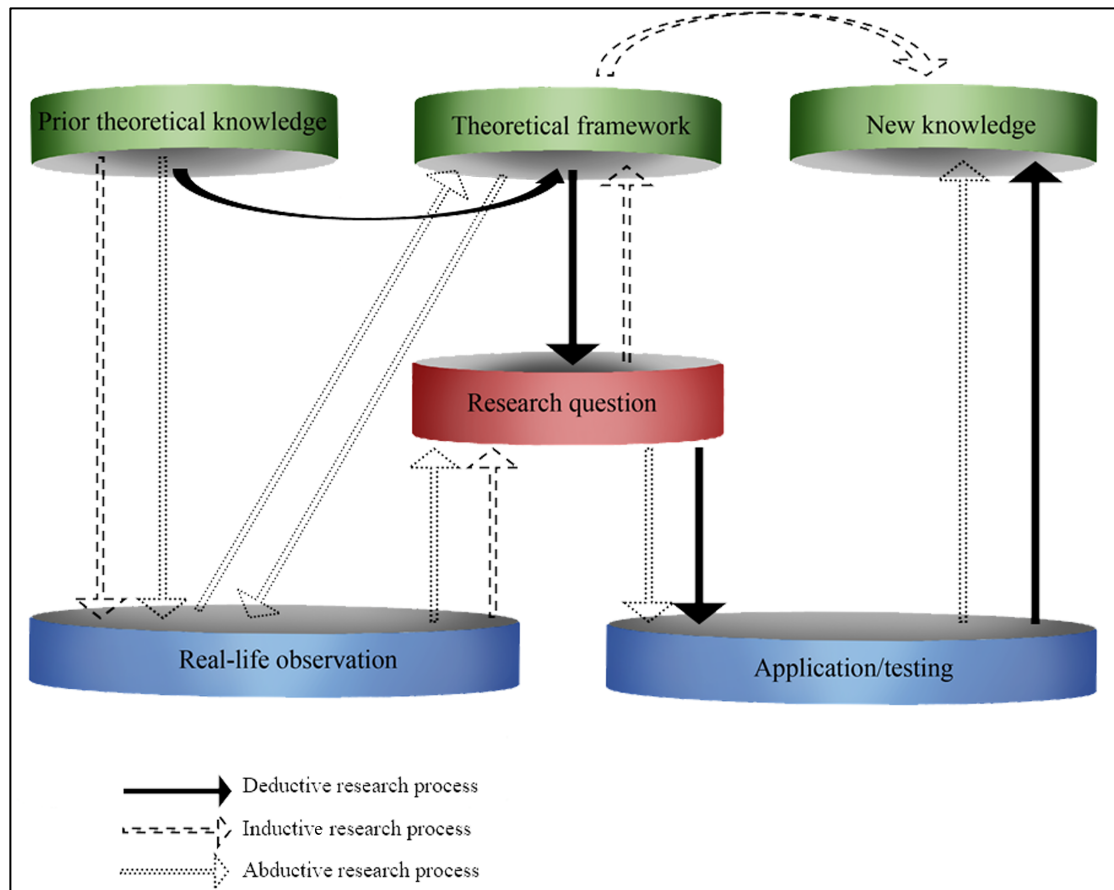 Prior theoretical knowledge
Theoretical framework
New knowledge
Research question
Real-life observation
Application/testing
Deductive research process
Inductive research process
Abductive research process